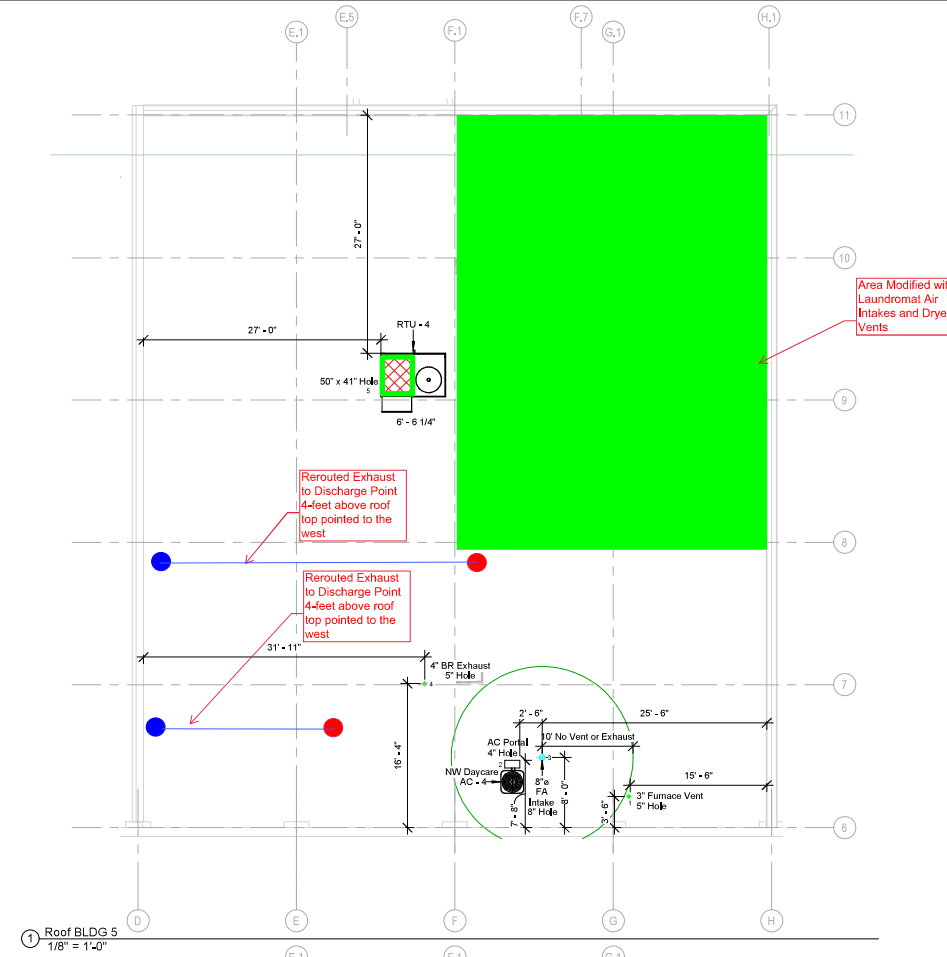 E.5
F.7
H.1
E.1
F.1
G.1
11
27' - 0"
10
Area Modified wit
Laundromat Air
Intakes and Drye
Vents
RTU - 4
27' - 0"
50" x 41" Hole
5
9
6' - 6 1/4"
Rerouted Exhaust
to Discharge Point
4-feet above roof
top pointed to the
west
8
Rerouted Exhaust
to Discharge Point
4-feet above roof
top pointed to the
west
31' - 11"
4" BR Exhaust
5" Hole
4
7
2' - 6"
25' - 6"
10' No Vent or Exhaust
AC Portal
4" Hole
2
3
16' - 4"
NW Daycare
AC - 4
8"ø
FA
Intake
8" Hole
7' - 8"
8' - 0"
15' - 6"
3' - 6"
3" Furnace Vent
5" Hole
1
6
D
E
F
G
H
1
Roof BLDG 5
1/8" = 1'-0"
E.1
F.1
G.1